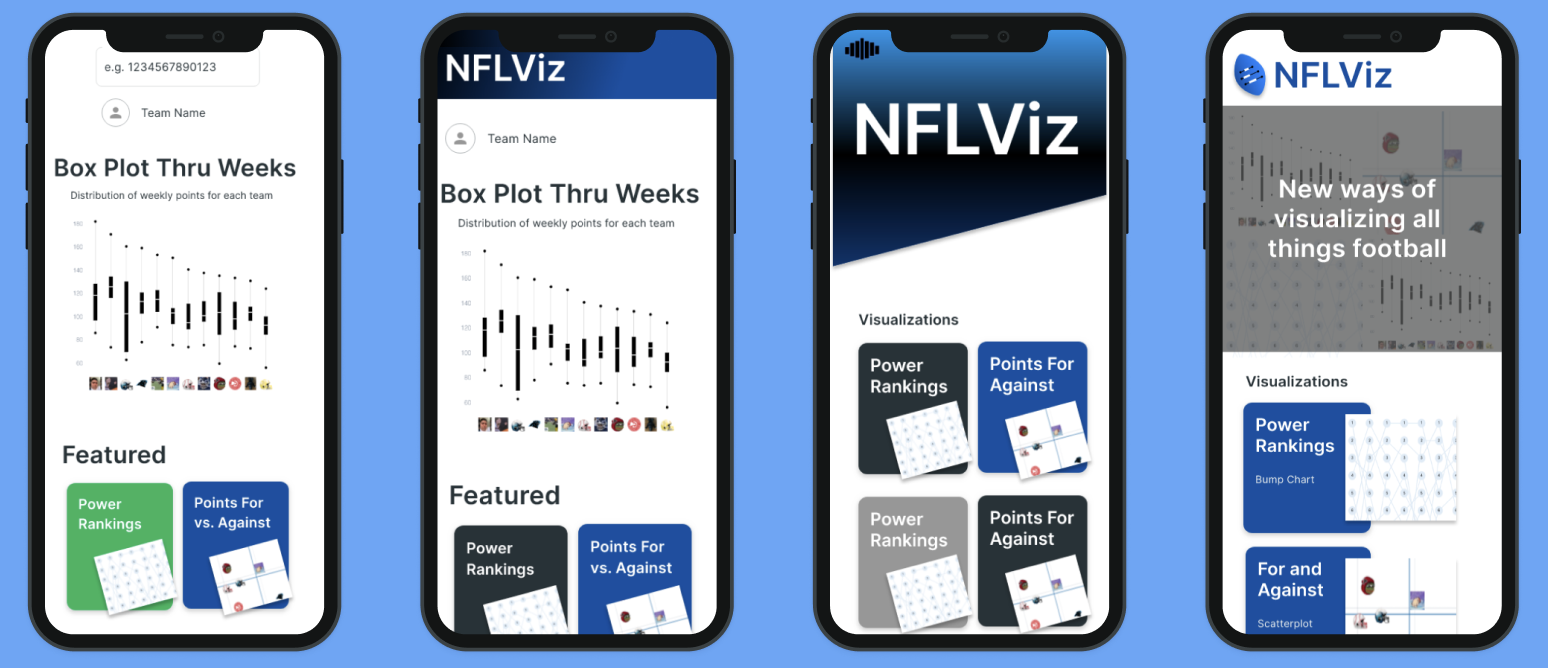 e.g. 1234567890123
Team Name
Box Plot Thru Weeks
Distribution of weekly points for each team
180
160
140
120
100
80
60
Featured
Power
Rankings
Points For
vs. Against
NFLViz
Team Name
Box Plot Thru Weeks
Distribution of weekly points for each team
180
160
140
120
100
80
60
Featured
Power
Rankings
Points For
vs. Against
NFLViz
Visualizations
Power
Rankings
Points For
Against
Power
Rankings
Points For
Against
NFLViz
New ways of
visualizing all
things football
Visualizations
Power
Rankings
Bump Chart
For and
Against
Scatterplot